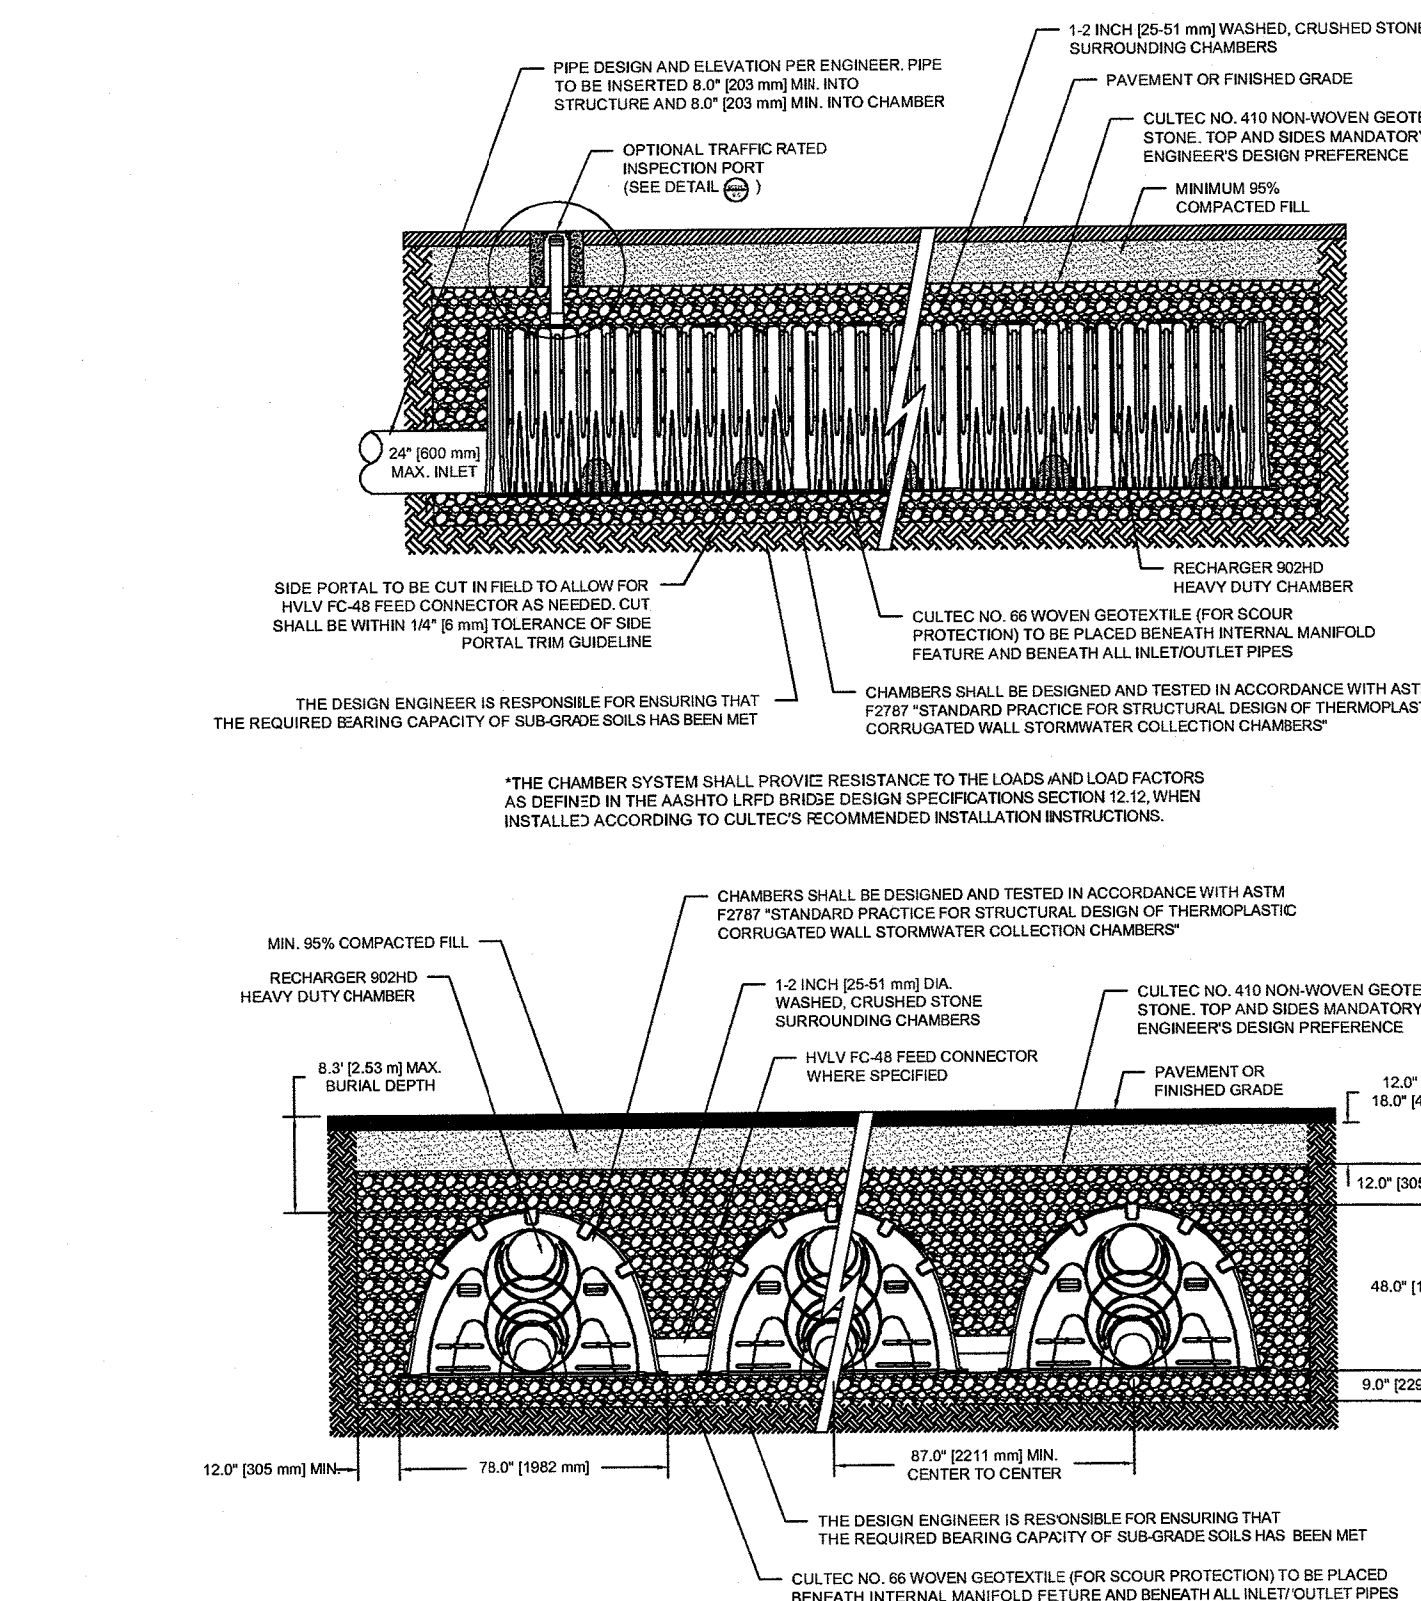 1-2 INCH [25-51 mm] WASHED, CRUSHED STONE
SURROUNDING CHAMBERS
PIPE DESIGN AND ELEVATION PER ENGINEER. PIPE
TO BE INSERTED 8.0" [203 mm] MIN. INTO
STRUCTURE AND 8.0" [203 mm] MIN. INTO CHAMBER
PAVEMENT OR FINISHED GRADE
CULTEC NO. 410 NON-WOVEN GEOTE
STONE. TOP AND SIDES MANDATORY
ENGINEER'S DESIGN PREFERENCE
OPTIONAL TRAFFIC RATED
INSPECTION PORT
(SEE DETAIL )
MINIMUM 95%
COMPACTED FILL
24" [600 mm]
MAX. INLET
RECHARGER 902HD
HEAVY DUTY CHAMBER
SIDE PORTAL TO BE CUT IN FIELD TO ALLOW FOR
HVLV FC-48 FEED CONNECTOR AS NEEDED. CUT
SHALL BE WITHIN 1/4" [6 mm] TOLERANCE OF SIDE
PORTAL TRIM GUIDELINE
CULTEC NO. 66 WOVEN GEOTEXTILE (FOR SCOUR
PROTECTION) TO BE PLACED BENEATH INTERNAL MANIFOLD
FEATURE AND BENEATH ALL INLET/OUTLET PIPES
THE DESIGN ENGINEER IS RESPONSIBLE FOR ENSURING THAT
THE REQUIRED BEARING CAPACITY OF SUB-GRADE SOILS HAS BEEN MET
CHAMBERS SHALL BE DESIGNED AND TESTED IN ACCORDANCE WITH AST
F2787 "STANDARD PRACTICE FOR STRUCTURAL DESIGN OF THERMOPLAST
CORRUGATED WALL STORMWATER COLLECTION CHAMBERS"
*THE CHAMBER SYSTEM SHALL PROVIE RESISTANCE TO THE LOADS AND LOAD FACTORS
AS DEFINED IN THE AASHTO LRFD BRIDGE DESIGN SPECIFICATIONS SECTION 12.12, WHEN
INSTALLED ACCORDING TO CULTEC'S RECOMMENDED INSTALLATION INSTRUCTIONS.
CHAMBERS SHALL BE DESIGNED AND TESTED IN ACCORDANCE WITH ASTM
F2787 "STANDARD PRACTICE FOR STRUCTURAL DESIGN OF THERMOPLASTIC
CORRUGATED WALL STORMWATER COLLECTION CHAMBERS"
MIN. 95% COMPACTED FILL
RECHARGER 902HD
HEAVY DUTY CHAMBER
1-2 INCH [25-51 mm] DIA.
WASHED, CRUSHED STONE
SURROUNDING CHAMBERS
CULTEC NO. 410 NON-WOVEN GEOTE
STONE. TOP AND SIDES MANDATORY
ENGINEER'S DESIGN PREFERENCE
8.3' [2.53 m] MAX.
BURIAL DEPTH
HVLV FC-48 FEED CONNECTOR
WHERE SPECIFIED
PAVEMENT OR
FINISHED GRADE
12.0"
18.0" [4
12.0" [305
48.0" [1
9.0" [229
12.0" [305 mm] MIN.
78.0" [1982 mm]
87.0" [2211 mm] MIN.
CENTER TO CENTER
THE DESIGN ENGINEER IS RESPONSIBLE FOR ENSURING THAT
THE REQUIRED BEARING CAPACITY OF SUB-GRADE SOILS HAS BEEN MET
CULTEC NO. 66 WOVEN GEOTEXTILE (FOR SCOUR PROTECTION) TO BE PLACED
BENEATH INTERNAL MANIFOLD FETURE AND BENEATH ALL INLET/OUTLET PIPES